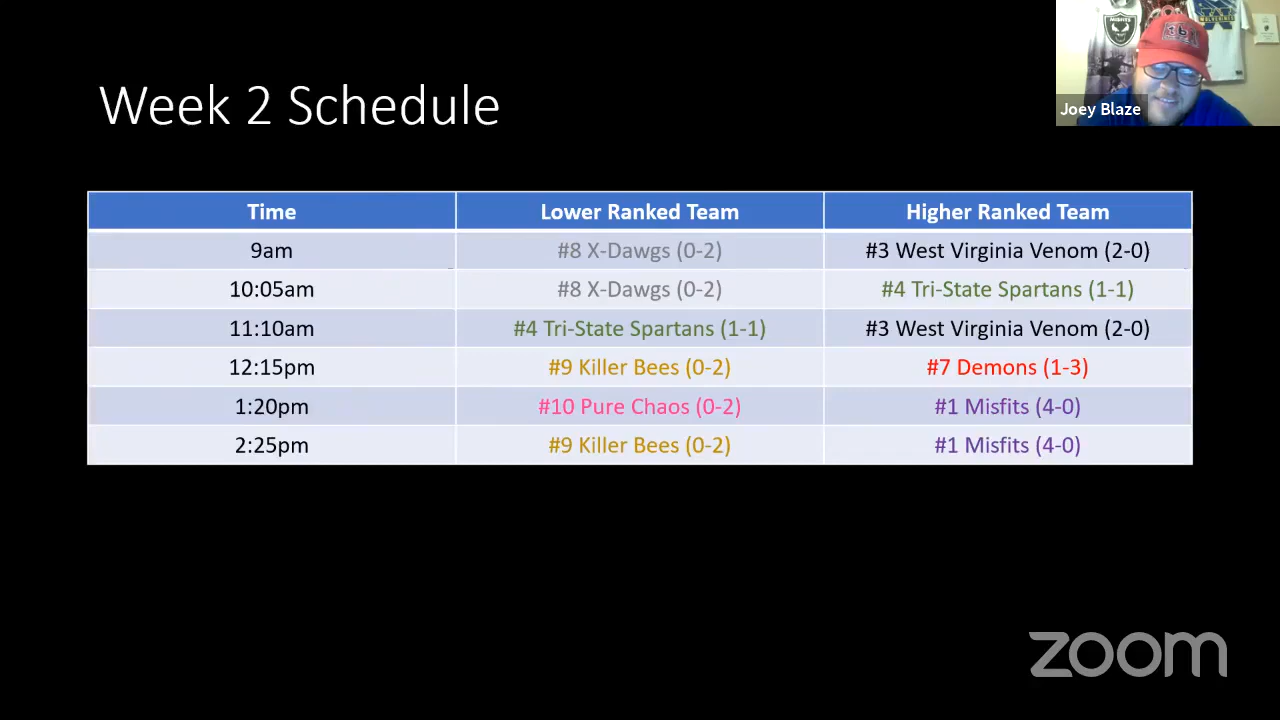 MISFITS
WOLVERINES
Joey Blaze
Week 2 Schedule
Time Lower Ranked Team Higher Ranked Team
9am #8 X-Dawgs (0-2) #3 West Virginia Venom (2-0)
10:05am #8 X-Dawgs (0-2) #4 Tri-State Spartans (1-1)
11:10am #4 Tri-State Spartans (1-1) #3 West Virginia Venom (2-0)
12:15pm #9 Killer Bees (0-2) #7 Demons (1-3)
1:20pm #10 Pure Chaos (0-2) #1 Misfits (4-0)
2:25pm #9 Killer Bees (0-2) #1 Misfits (4-0)
zoom